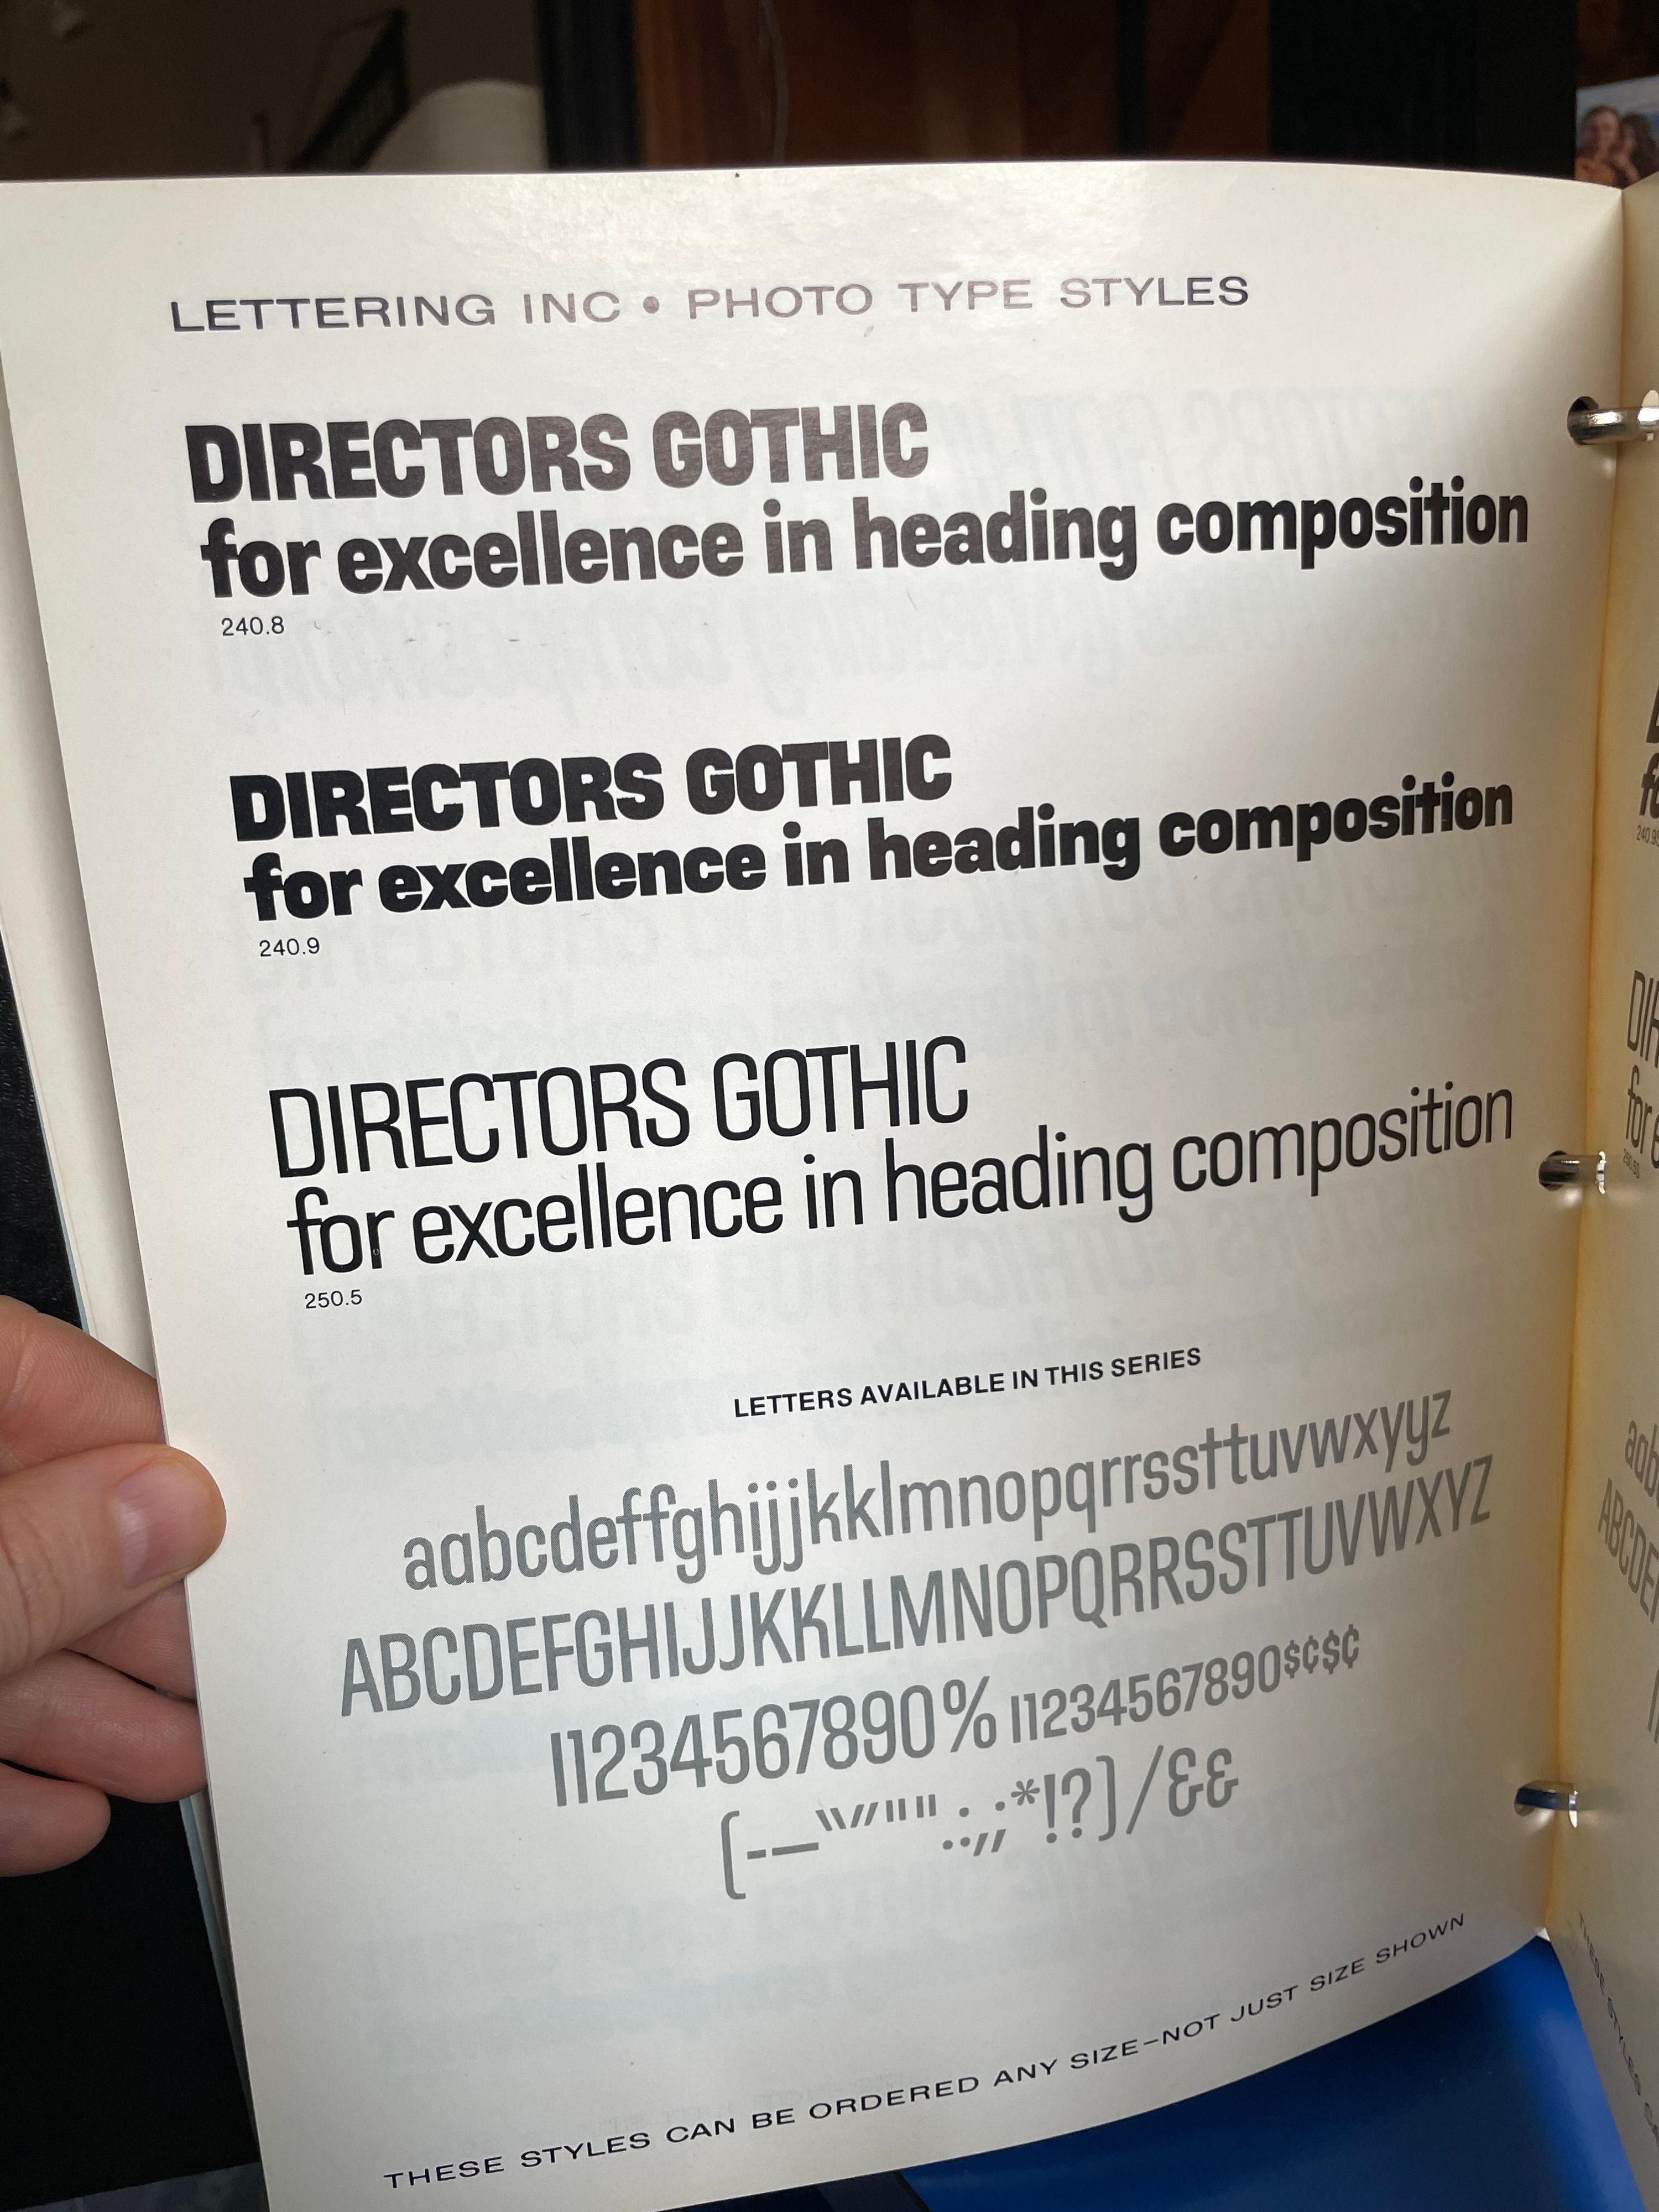 LETTERING INC • PHOTO TYPE STYLES
DIRECTORS GOTHIC
for excellence in heading composition
240.8
DIRECTORS GOTHIC
for excellence in heading composition
240.9
DIRECTORS GOTHIC
for excellence in heading composition
250.5
LETTERS AVAILABLE IN THIS SERIES
aabcdeffghijjkklmnopqrrssttuvwxyyz
ABCDEFGHIJJKKLLMNOPQRRSSTTUVWXYZ
11234567890% 11234567890$¢$¢
(-—“”"".,:;*!?)/&&
THESE STYLES CAN BE ORDERED ANY SIZE–NOT JUST SIZE SHOWN